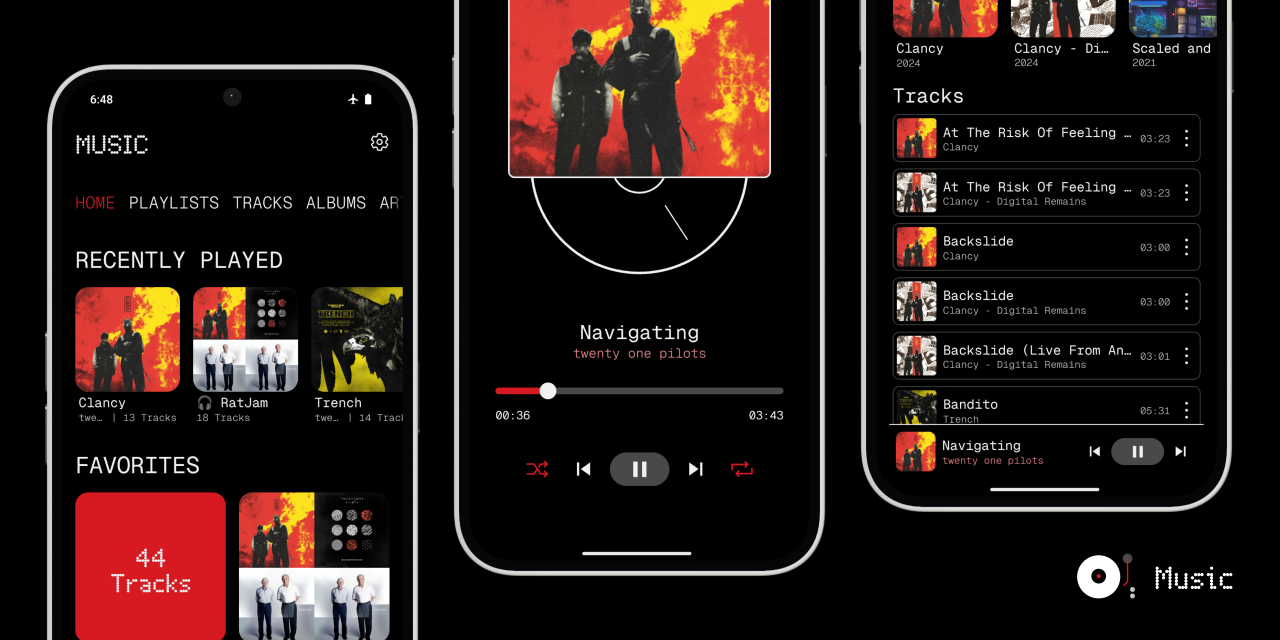 6:48
MUSIC
HOME PLAYLISTS TRACKS ALBUMS AR
RECENTLY PLAYED
TRENCH
Clancy
twe… | 13 Tracks
🎧 RatJam
18 Tracks
Trench
twe… | 14 Track
FAVORITES
44
Tracks
Navigating
twenty one pilots
00:36
03:43
Clancy
2024
Clancy - Di…
2024
Scaled and
2021
Tracks
At The Risk Of Feeling …
Clancy
03:23
At The Risk Of Feeling …
Clancy - Digital Remains
03:23
Backslide
Clancy
03:00
Backslide
Clancy - Digital Remains
03:00
Backslide (Live From An…
Clancy - Digital Remains
03:01
Bandito
Trench
05:31
Navigating
twenty one pilots
Music